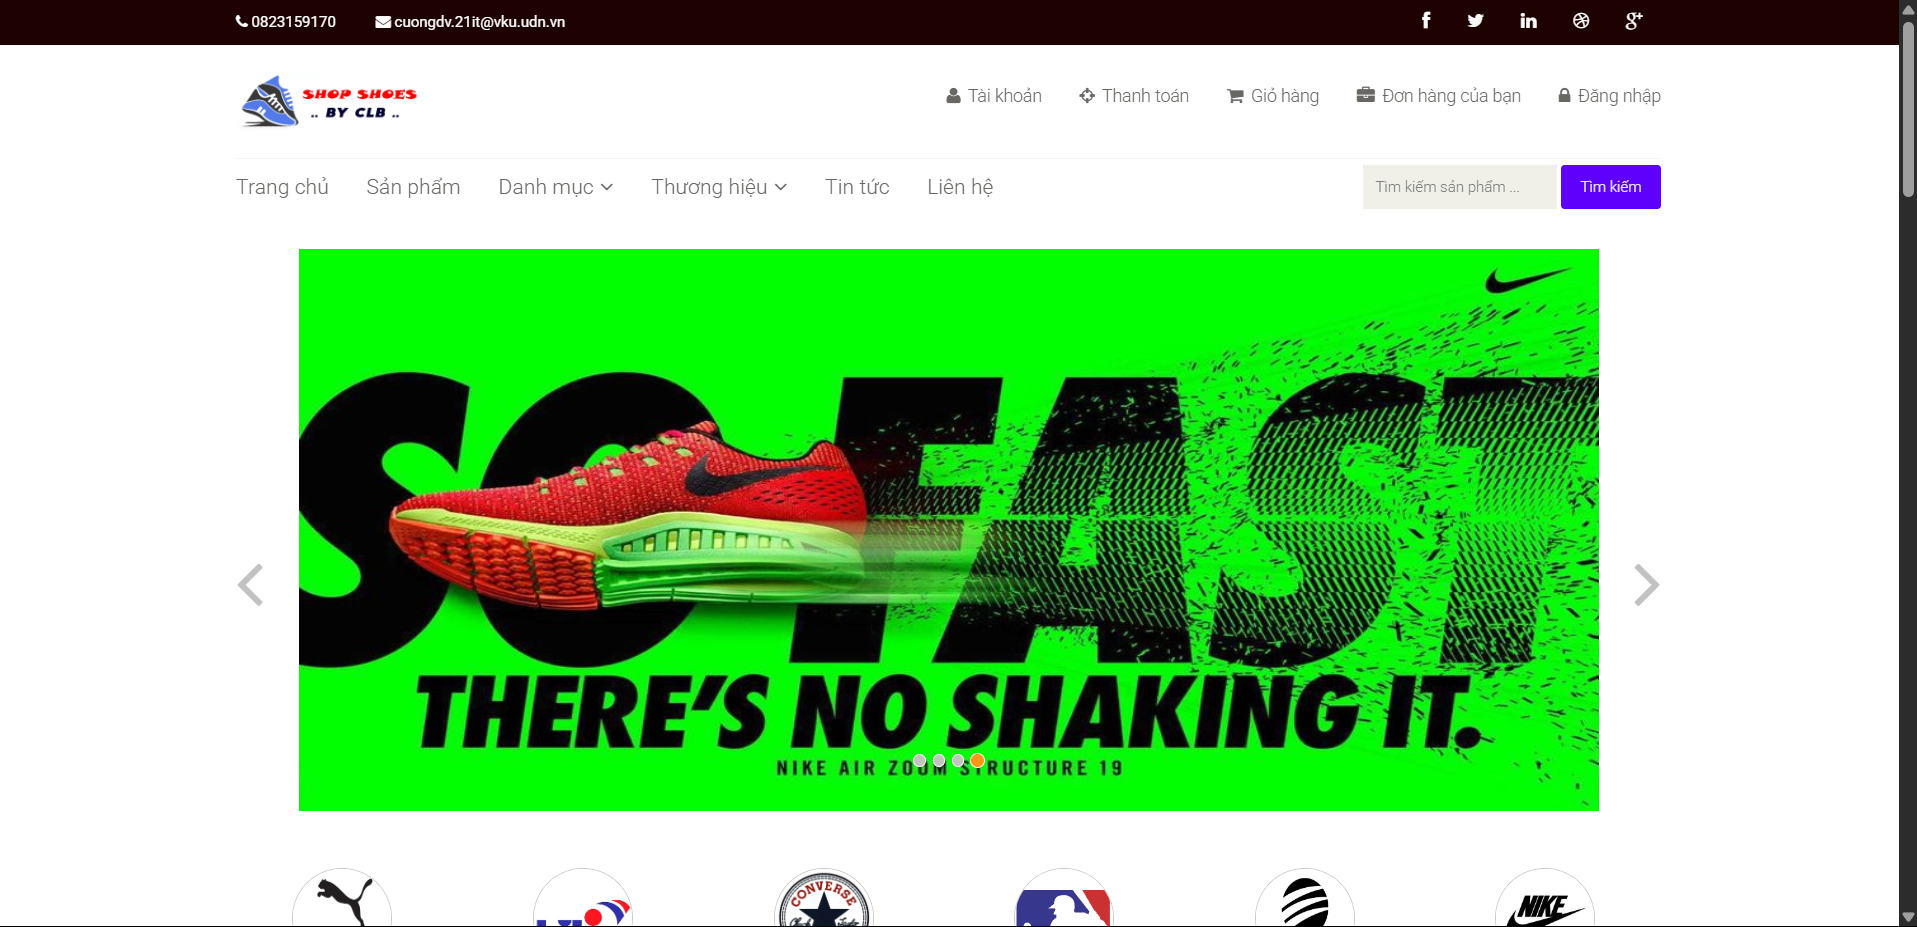 0823159170 cuongdv.21it@vku.udn.vn
SHOP SHOES
.. BY CLB ..
Tài khoản Thanh toán Giỏ hàng Đơn hàng của bạn Đăng nhập
Trang chủ Sản phẩm Danh mục Thương hiệu Tin tức Liên hệ Tìm kiếm sản phẩm ... Tìm kiếm
SO FAST
THERE'S NO SHAKING IT.
NIKE AIR ZOOM STRUCTURE 19
CONVERSE
NIKE